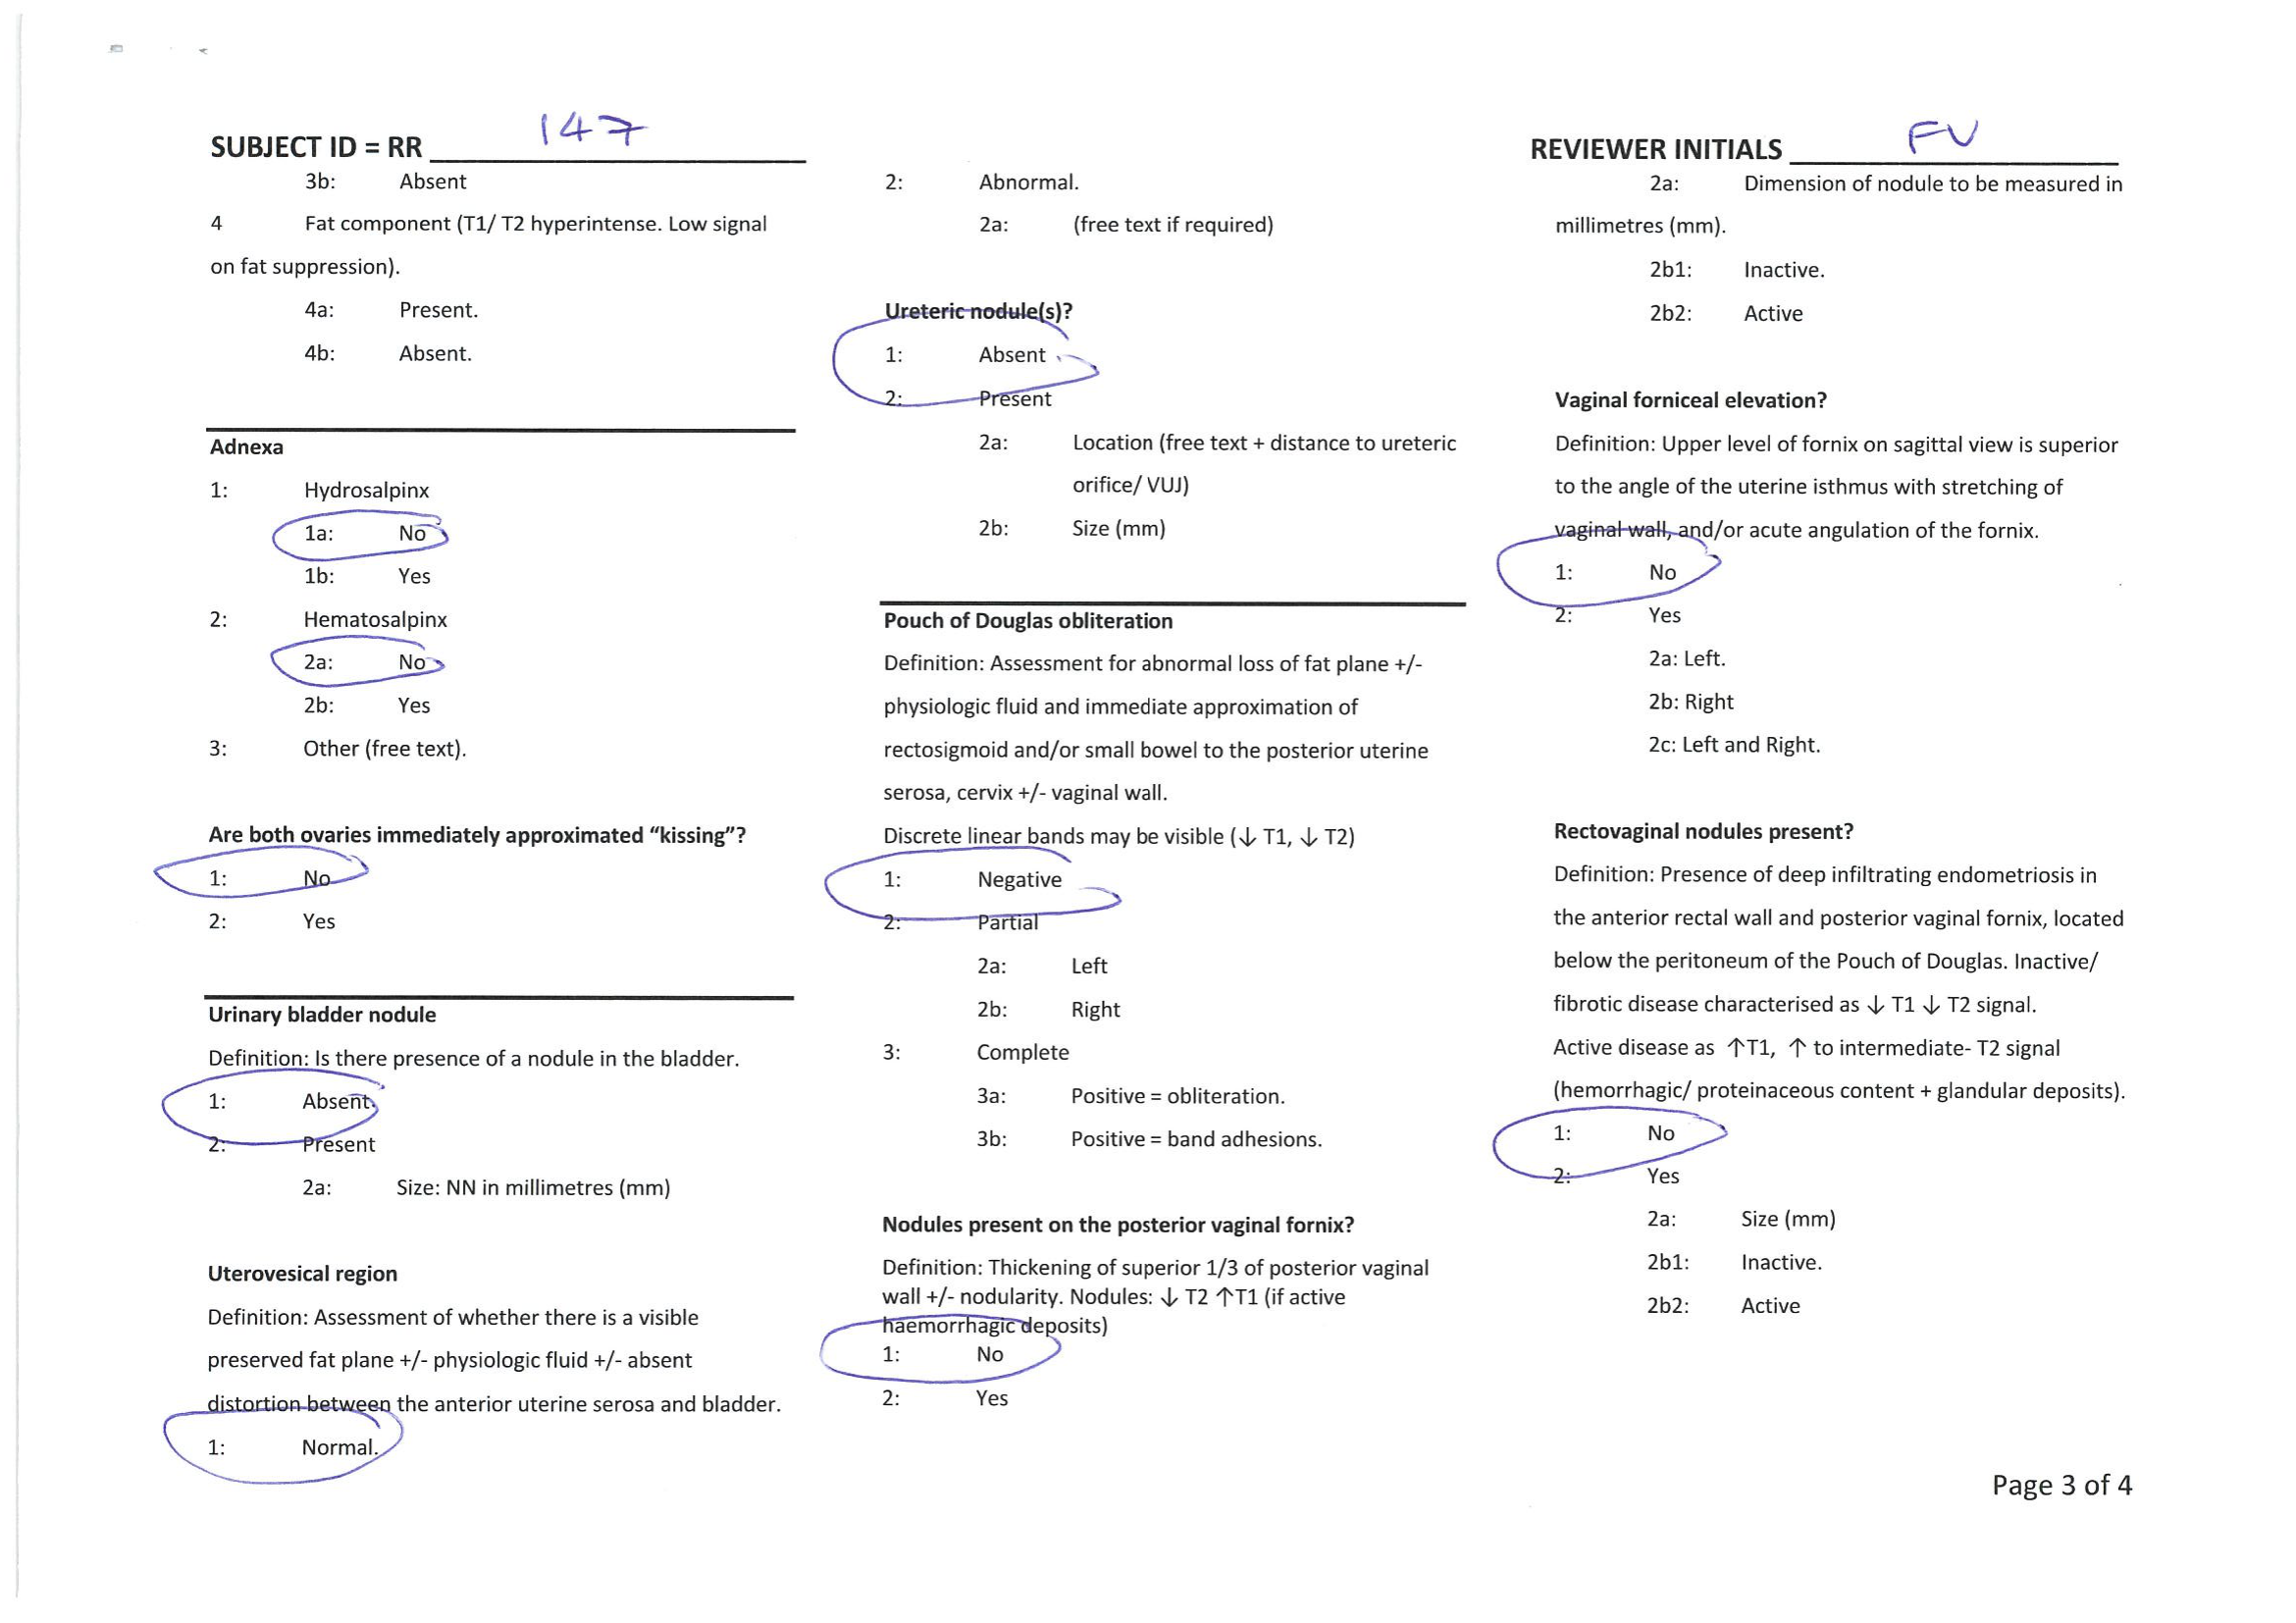 SUBJECT ID = RR 147
3b: Absent
4 Fat component (T1/ T2 hyperintense. Low signal
on fat suppression).
4a: Present.
4b: Absent.
Adnexa
1: Hydrosalpinx
1a: No
1b: Yes
2: Hematosalpinx
2a: No
2b: Yes
3: Other (free text).
Are both ovaries immediately approximated “kissing”?
1: No
2: Yes
Urinary bladder nodule
Definition: Is there presence of a nodule in the bladder.
1: Absent.
2: Present
2a: Size: NN in millimetres (mm)
Uterovesical region
Definition: Assessment of whether there is a visible
preserved fat plane +/- physiologic fluid +/- absent
distortion between the anterior uterine serosa and bladder.
1: Normal.
2: Abnormal.
2a: (free text if required)
Ureteric nodule(s)?
1: Absent
2: Present
2a: Location (free text + distance to ureteric
orifice/ VUJ)
2b: Size (mm)
Pouch of Douglas obliteration
Definition: Assessment for abnormal loss of fat plane +/-
physiologic fluid and immediate approximation of
rectosigmoid and/or small bowel to the posterior uterine
serosa, cervix +/- vaginal wall.
Discrete linear bands may be visible (↓ T1, ↓ T2)
1: Negative
2: Partial
2a: Left
2b: Right
3: Complete
3a: Positive = obliteration.
3b: Positive = band adhesions.
Nodules present on the posterior vaginal fornix?
Definition: Thickening of superior 1/3 of posterior vaginal
wall +/- nodularity. Nodules: ↓ T2 ↑T1 (if active
haemorrhagic deposits)
1: No
2: Yes
REVIEWER INITIALS FV
2a: Dimension of nodule to be measured in
millimetres (mm).
2b1: Inactive.
2b2: Active
Vaginal forniceal elevation?
Definition: Upper level of fornix on sagittal view is superior
to the angle of the uterine isthmus with stretching of
vaginal wall, and/or acute angulation of the fornix.
1: No
2: Yes
2a: Left.
2b: Right
2c: Left and Right.
Rectovaginal nodules present?
Definition: Presence of deep infiltrating endometriosis in
the anterior rectal wall and posterior vaginal fornix, located
below the peritoneum of the Pouch of Douglas. Inactive/
fibrotic disease characterised as ↓ T1 ↓ T2 signal.
Active disease as ↑T1, ↑ to intermediate- T2 signal
(hemorrhagic/ proteinaceous content + glandular deposits).
1: No
2: Yes
2a: Size (mm)
2b1: Inactive.
2b2: Active
Page 3 of 4